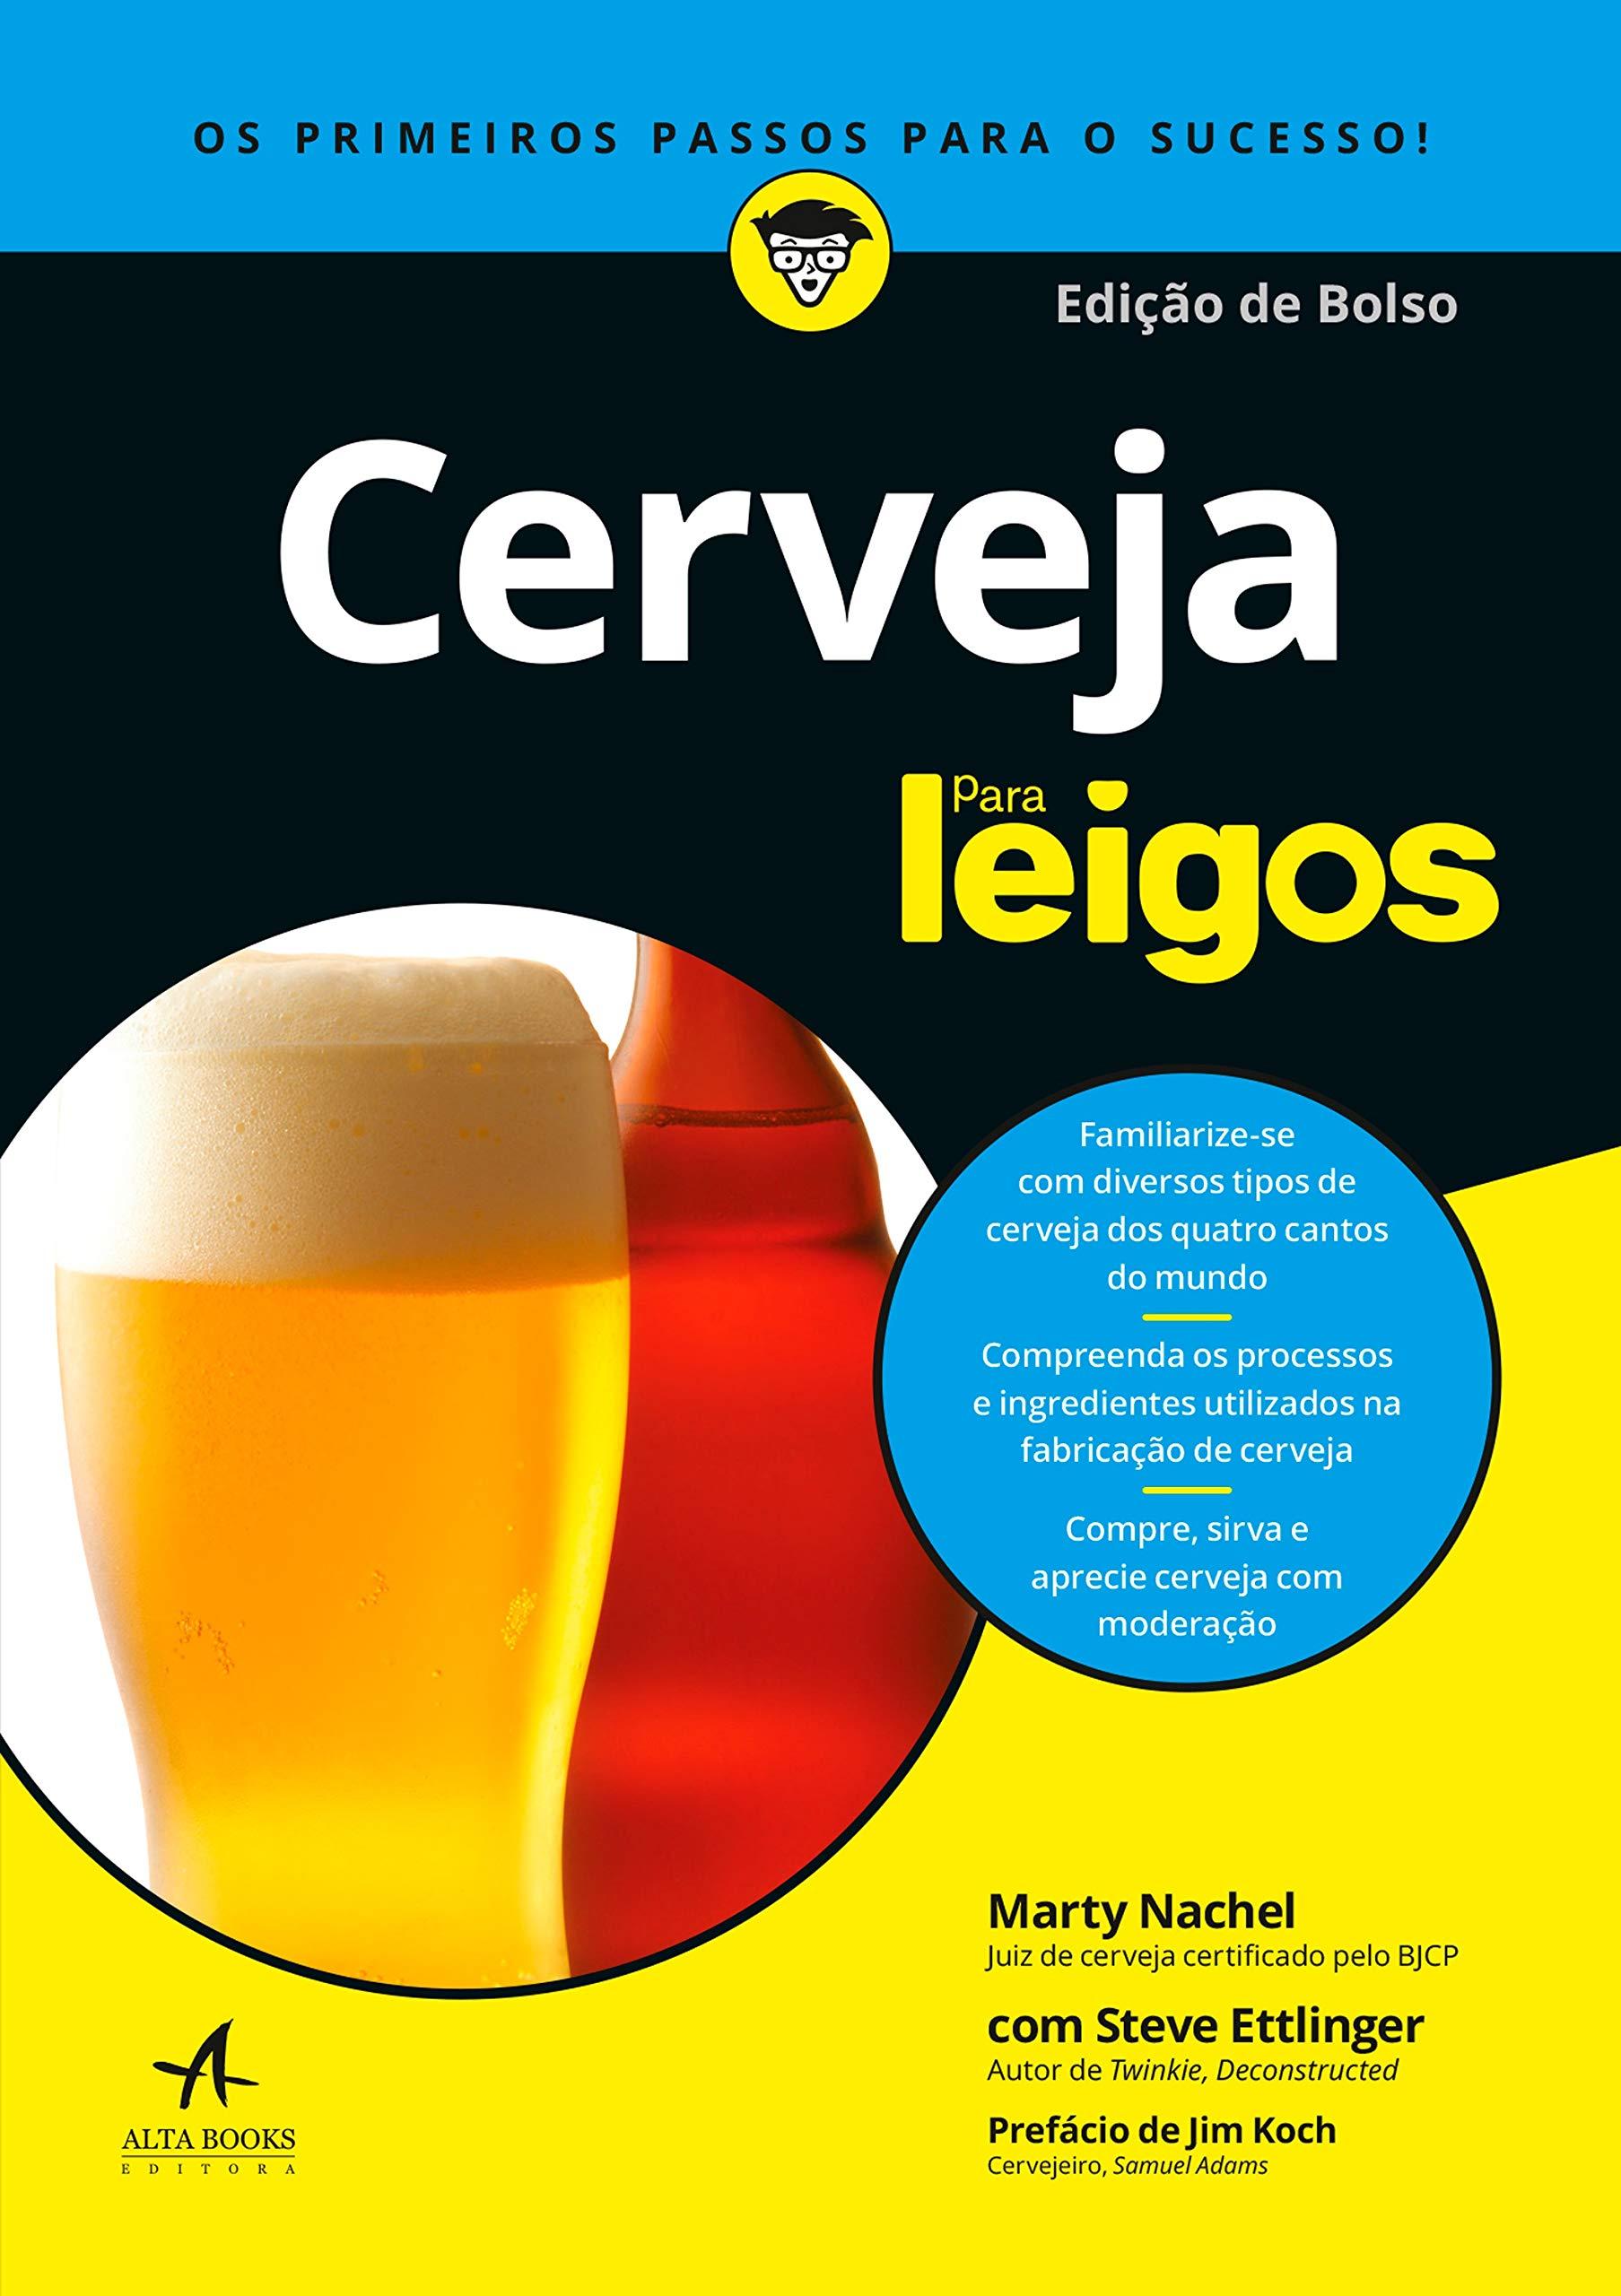 OS PRIMEIROS PASSOS PARA O SUCESSO!
Edição de Bolso
Cerveja
para
leigos
Familiarize-se
com diversos tipos de
cerveja dos quatro cantos
do mundo
Compreenda os processos
e ingredientes utilizados na
fabricação de cerveja
Compre, sirva e
aprecie cerveja com
moderação
Marty Nachel
Juiz de cerveja certificado pelo BJCP
com Steve Ettlinger
Autor de Twinkie, Deconstructed
Prefácio de Jim Koch
Cervejeiro, Samuel Adams
ALTA BOOKS
EDITORA